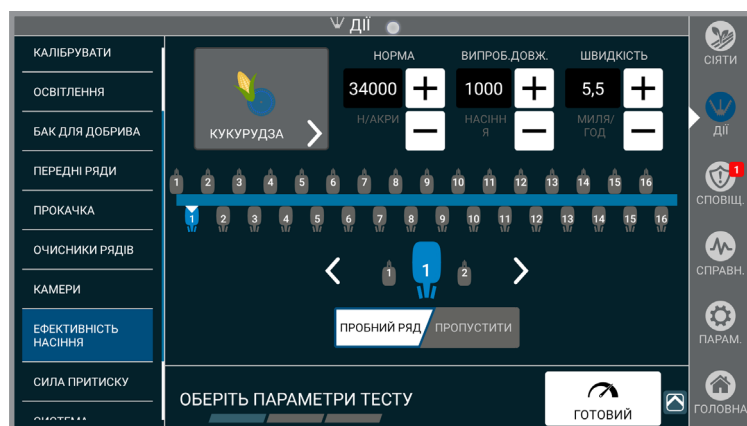 ДІЇ
КАЛІБРУВАТИ
ОСВІТЛЕННЯ
БАК ДЛЯ ДОБРИВА
ПЕРЕДНІ РЯДИ
ПРОКАЧКА
ОЧИСНИКИ РЯДІВ
КАМЕРИ
ЕФЕКТИВНІСТЬ
НАСІННЯ
СИЛА ПРИТИСКУ
СИСТЕМА
КУКУРУДЗА
НОРМА
34000
Н/АКРИ
ВИПРОБ.ДОВЖ.
1000
НАСІНН
Я
ШВИДКІСТЬ
5,5
МИЛЯ/
ГОД
1 2 3 4 5 6 7 8 9 10 11 12 13 14 15 16
1 2 3 4 5 6 7 8 9 10 11 12 13 14 15 16
1 1 2
ПРОБНИЙ РЯД ПРОПУСТИТИ
ОБЕРІТЬ ПАРАМЕТРИ ТЕСТУ
ГОТОВИЙ
СІЯТИ
ДІЇ
1
СПОВІЩ.
СПРАВН.
ПАРАМ.
ГОЛОВНА